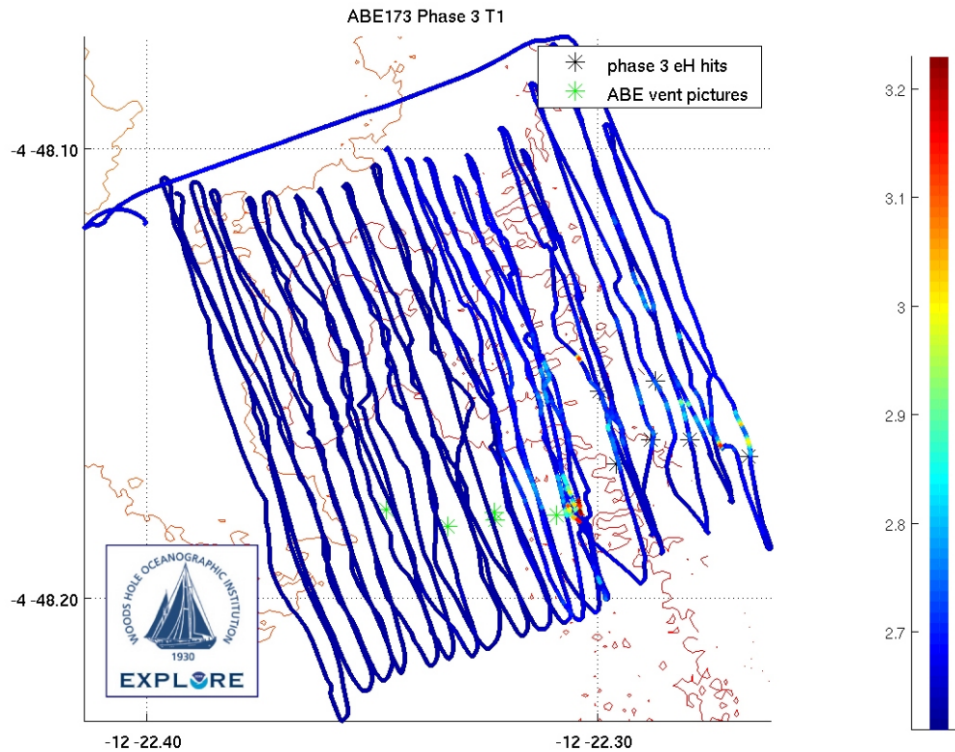 ABE173 Phase 3 T1
phase 3 eH hits
ABE vent pictures
3.2
3.1
3
2.9
2.8
2.7
-4 -48.10
-4 -48.20
-12 -22.40
-12 -22.30
WOODS HOLE OCEANOGRAPHIC INSTITUTION
1930
EXPLORE